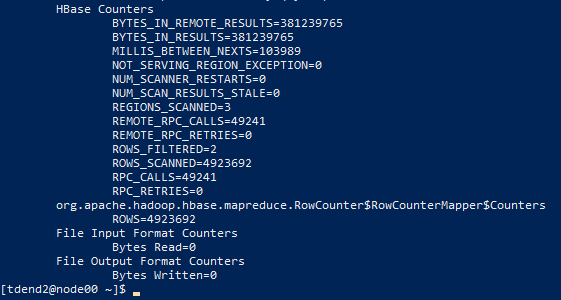 HBase Counters
BYTES_IN_REMOTE_RESULTS=381239765
BYTES_IN_RESULTS=381239765
MILLIS_BETWEEN_NEXTS=103989
NOT_SERVING_REGION_EXCEPTION=0
NUM_SCANNER_RESTARTS=0
NUM_SCAN_RESULTS_STALE=0
REGIONS_SCANNED=3
REMOTE_RPC_CALLS=49241
REMOTE_RPC_RETRIES=0
ROWS_FILTERED=2
ROWS_SCANNED=4923692
RPC_CALLS=49241
RPC_RETRIES=0
org.apache.hadoop.hbase.mapreduce.RowCounter$RowCounterMapper$Counters
ROWS=4923692
File Input Format Counters
Bytes Read=0
File Output Format Counters
Bytes Written=0
[tdend2@node00 ~]$